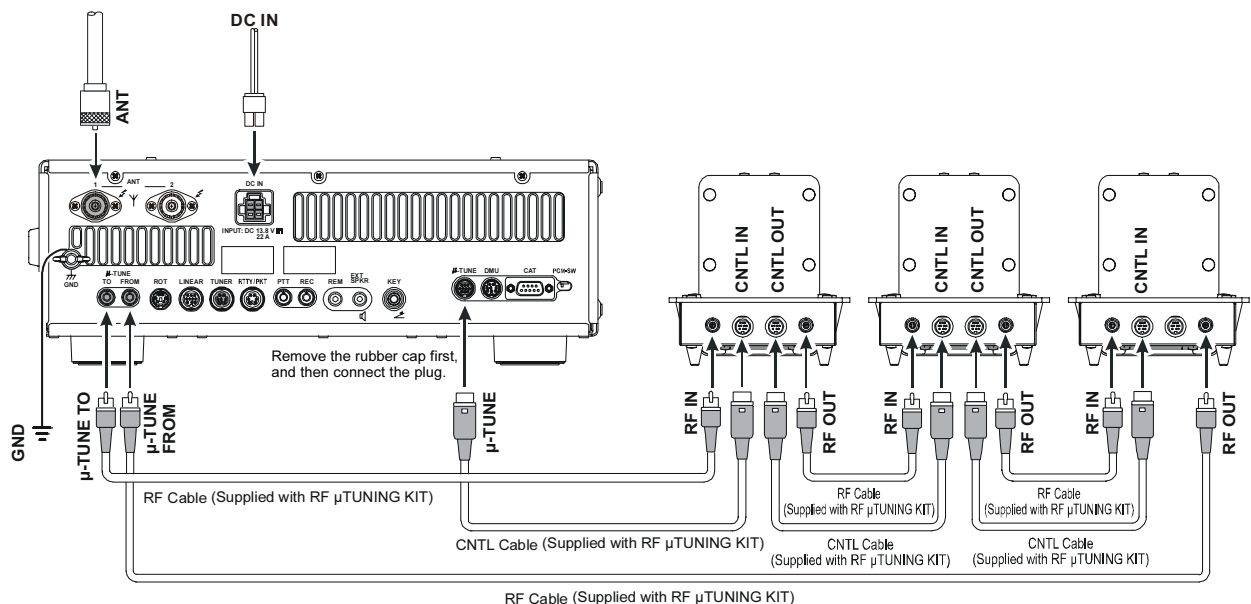 DC IN
ANT
1 ANT 2
DC IN
INPUT: DC 13.8 V
22 A
GND
µ-TUNE
TO FROM ROT LINEAR TUNER RTTY/PKT PTT REC REM EXT SPKR KEY
µ-TUNE DMU CAT PGM•SW
CNTL IN
CNTL OUT
CNTL IN
CNTL OUT
CNTL IN
Remove the rubber cap first,
and then connect the plug.
GND
µ-TUNE TO
µ-TUNE
FROM
µ-TUNE
RF IN
RF OUT
RF IN
RF OUT
RF IN
RF OUT
RF Cable (Supplied with RF µTUNING KIT)
RF Cable
(Supplied with RF µTUNING KIT)
RF Cable
(Supplied with RF µTUNING KIT)
CNTL Cable (Supplied with RF µTUNING KIT)
CNTL Cable
(Supplied with RF µTUNING KIT)
CNTL Cable
(Supplied with RF µTUNING KIT)
RF Cable (Supplied with RF µTUNING KIT)